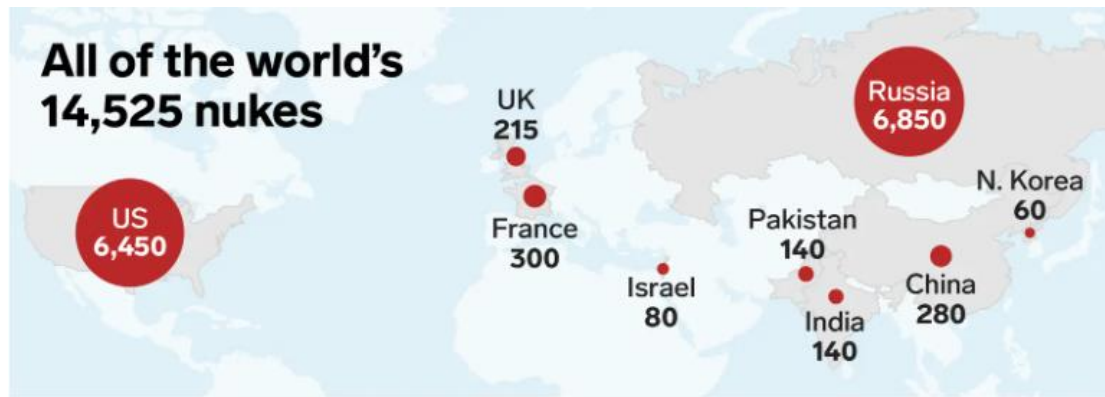 All of the world's
14,525 nukes
US
6,450
UK
215
France
300
Israel
80
Russia
6,850
Pakistan
140
India
140
N. Korea
60
China
280